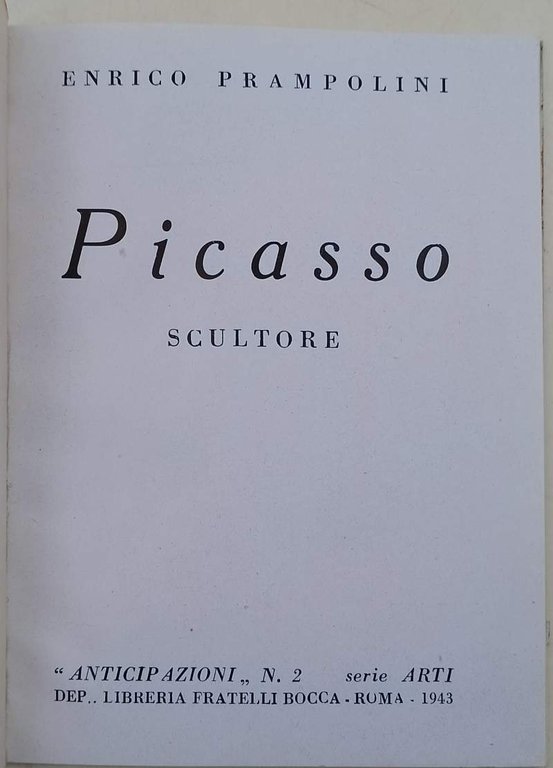 ENRICO PRAMPOLINI
Picasso
SCULTORE
“ANTICIPAZIONI„ N. 2 serie ARTI
DEP.. LIBRERIA FRATELLI BOCCA - ROMA - 1943